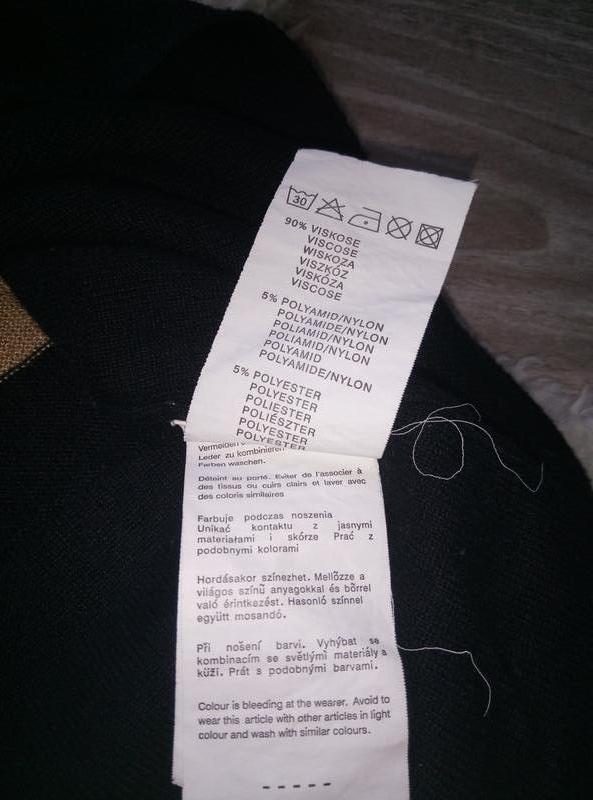 30
90% VISKOSE
VISCOSE
WISKOZA
VISZKÓZ
VISKÓZA
VISCOSE
5% POLYAMID/NYLON
POLYAMIDE/NYLON
POLIAMID/NYLON
POLIAMID/NYLON
POLYAMID
POLYAMIDE/NYLON
5% POLYESTER
POLYESTER
POLIESTER
POLIÉSZTER
POLYESTER
POLYESTER
Vermeiden
Leder zu kombinieren
Farben waschen.
Déteint au porté. Eviter de l'associer à
des tissus ou cuirs clairs et laver avec
des coloris similaires
Farbuje podczas noszenia
Unikać kontaktu z jasnymi
materiałami i skórze Prać z
podobnymi kolorami
Hordásakor színezhet. Mellõzze a
világos színû anyagokkal és bõrrel
való érintkezést. Hasonló színnel
együtt mosandó.
Při nošení barví. Vyhýbat se
kombinacím se světlými materiály a
kůží. Prát s podobnými barvami.
Colour is bleeding at the wearer. Avoid to
wear this article with other articles in light
colour and wash with similar colours.
-----